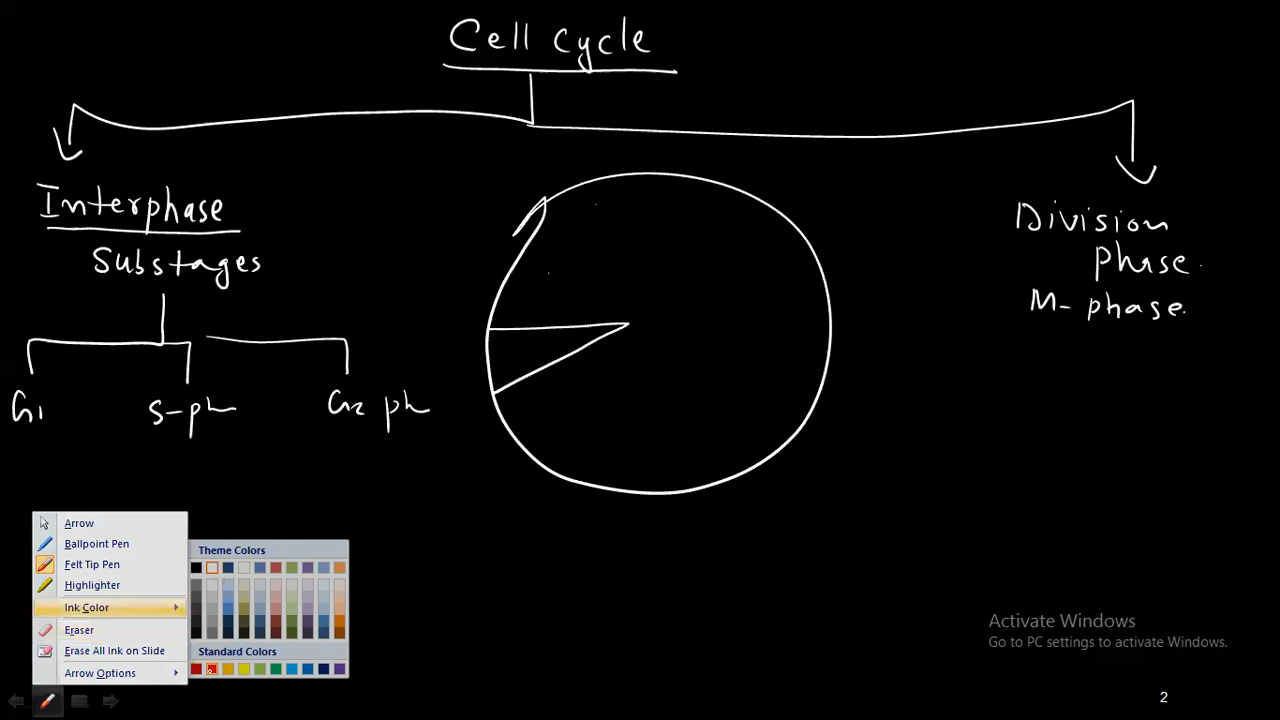 Cell Cycle
Interphase
Substages
G1
S-ph
G2 ph
Division
Phase.
M-phase.
Arrow
Ballpoint Pen
Felt Tip Pen
Highlighter
Ink Color
Eraser
Erase All Ink on Slide
Arrow Options
Theme Colors
Standard Colors
Activate Windows
Go to PC settings to activate Windows.
2